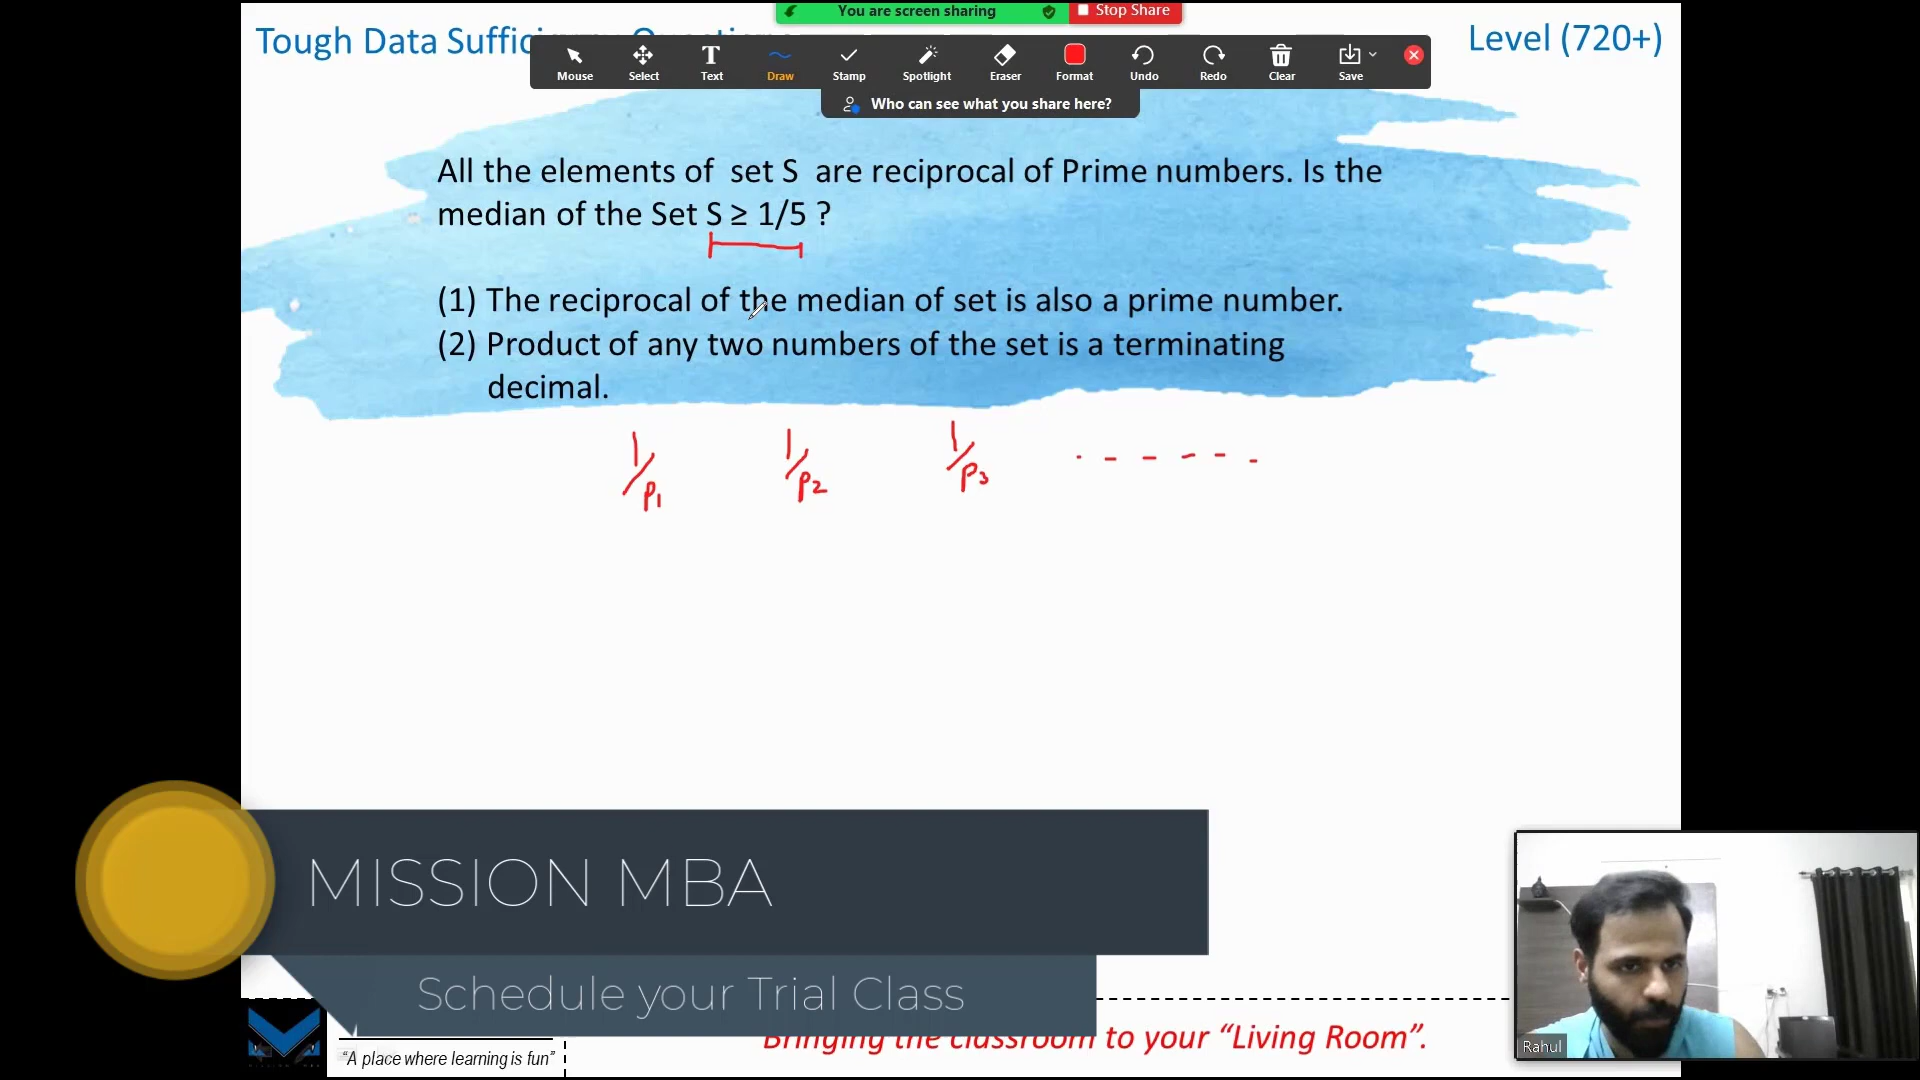 You are screen sharing
Stop Share
Tough Data Suffici
Level (720+)
Mouse
Select
Text
Draw
Stamp
Spotlight
Eraser
Format
Undo
Redo
Clear
Save
Who can see what you share here?
All the elements of set S are reciprocal of Prime numbers. Is the
median of the Set S ≥ 1/5 ?
(1) The reciprocal of the median of set is also a prime number.
(2) Product of any two numbers of the set is a terminating
decimal.
1/P1 1/P2 1/P3 - - - - - -
MISSION MBA
Schedule your Trial Class
Bringing the classroom to your “Living Room”.
“A place where learning is fun”
Rahul